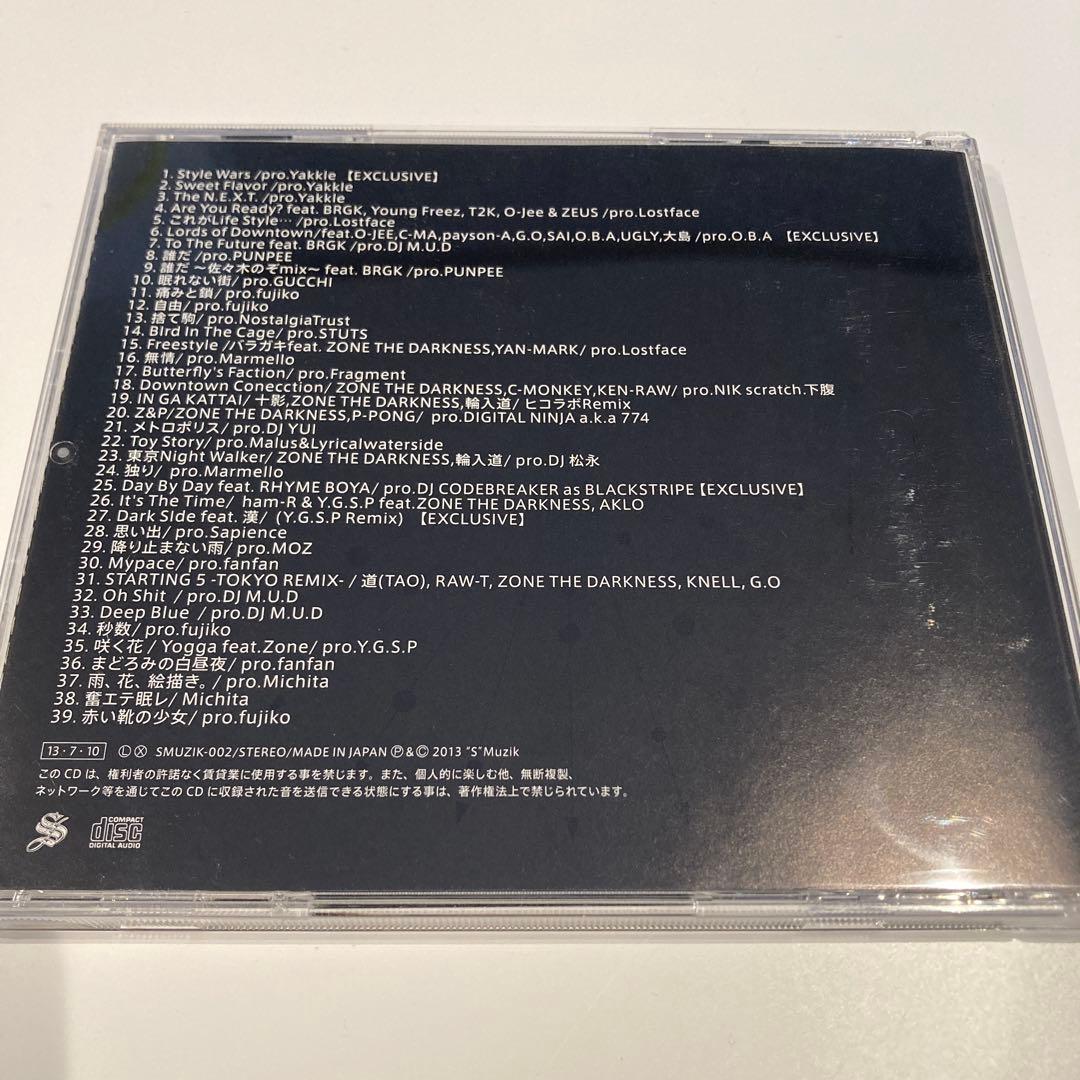 1. Style Wars /pro.Yakkle 【EXCLUSIVE】
2. Sweet Flavor /pro.Yakkle
3. The N.E.X.T. /pro.Yakkle
4. Are You Ready? feat. BRGK, Young Freez, T2K, O-Jee & ZEUS /pro.Lostface
5. これがLife Style… /pro.Lostface
6. Lords of Downtown/feat.O-JEE,C-MA,payson-A,G.O,SAI,O.B.A,UGLY,大島 /pro.O.B.A 【EXCLUSIVE】
7. To The Future feat. BRGK /pro.DJ M.U.D
8. 誰だ /pro.PUNPEE
9. 誰だ ～佐々木のぞmix～ feat. BRGK /pro.PUNPEE
10. 眠れない街/ pro.GUCCHI
11. 痛みと鎖/ pro.fujiko
12. 自由/ pro.fujiko
13. 捨て駒/ pro.NostalgiaTrust
14. BIrd In The Cage/ pro.STUTS
15. Freestyle /バラガキfeat. ZONE THE DARKNESS,YAN-MARK/ pro.Lostface
16. 無情/ pro.Marmello
17. Butterfly's Faction/ pro.Fragment
18. Downtown Conecction/ ZONE THE DARKNESS,C-MONKEY,KEN-RAW/ pro.NIK scratch.下腹
19. IN GA KATTAI/ 十影,ZONE THE DARKNESS,輪入道/ ヒコラボRemix
20. Z&P/ZONE THE DARKNESS,P-PONG/ pro.DIGITAL NINJA a.k.a 774
21. メトロポリス/ pro.DJ YUI
22. Toy Story/ pro.Malus&Lyricalwaterside
23. 東京Night Walker/ ZONE THE DARKNESS,輪入道/ pro.DJ 松永
24. 独り/ pro.Marmello
25. Day By Day feat. RHYME BOYA/ pro.DJ CODEBREAKER as BLACKSTRIPE【EXCLUSIVE】
26. It's The Time/ ham-R & Y.G.S.P feat.ZONE THE DARKNESS, AKLO
27. Dark SIde feat. 漢/ (Y.G.S.P Remix) 【EXCLUSIVE】
28. 思い出/ pro.Sapience
29. 降り止まない雨/ pro.MOZ
30. Mypace/ pro.fanfan
31. STARTING 5 -TOKYO REMIX- / 道(TAO), RAW-T, ZONE THE DARKNESS, KNELL, G.O
32. Oh Shit / pro.DJ M.U.D
33. Deep Blue / pro.DJ M.U.D
34. 秒数/ pro.fujiko
35. 咲く花 / Yogga feat.Zone/ pro.Y.G.S.P
36. まどろみの白昼夜/ pro.fanfan
37. 雨、花、絵描き。/ pro.Michita
38. 奮エテ眠レ/ Michita
39. 赤い靴の少女/ pro.fujiko
13・7・10 Ⓛ Ⓧ SMUZIK-002/STEREO/MADE IN JAPAN Ⓟ&Ⓒ 2013 "S"Muzik
このCDは、権利者の許諾なく賃貸業に使用する事を禁じます。また、個人的に楽しむ他、無断複製、
ネットワーク等を通じてこのCDに収録された音を送信できる状態にする事は、著作権法上で禁じられています。
S COMPACT disc DIGITAL AUDIO